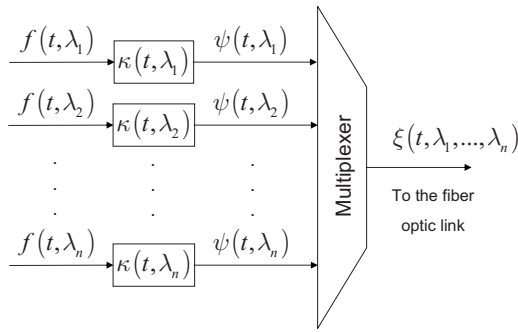 f(t,λ₁) κ(t,λ₁) ψ(t,λ₁)
f(t,λ₂) κ(t,λ₂) ψ(t,λ₂)
. . .
. . .
. . .
f(t,λₙ) κ(t,λₙ) ψ(t,λₙ)
Multiplexer
ξ(t,λ₁,...,λₙ)
To the fiber
optic link